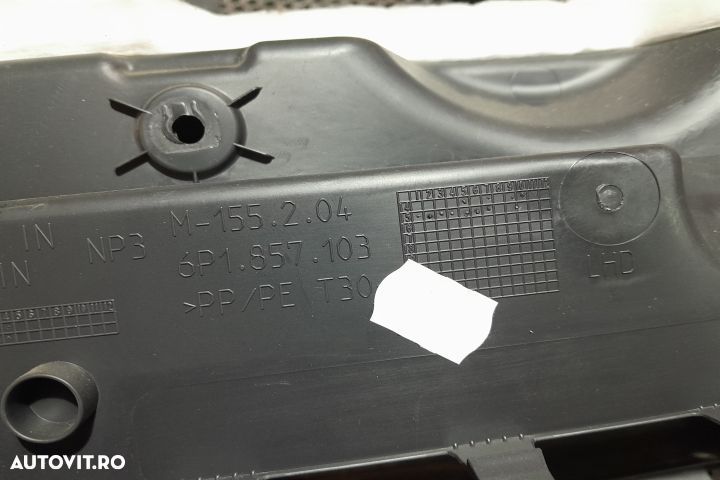 IN NP3 M-155.2.04
IN 6P1.857.103
>PP/PE T30
LHD
AUTOVIT.RO